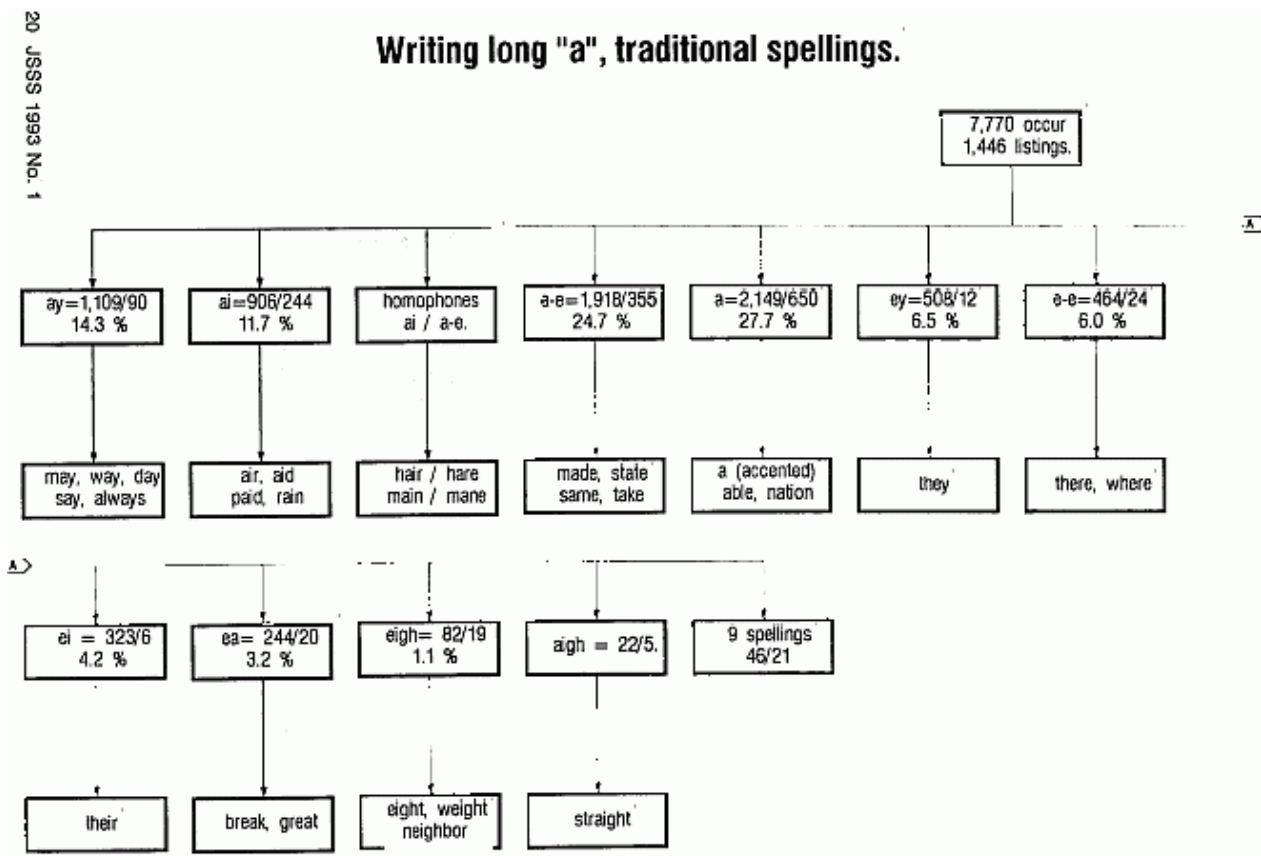 20 JSSS 1993 No. 1
Writing long "a", traditional spellings.
7,770 occur
1,446 listings.
A
ay=1,109/90
14.3 %
ai=906/244
11.7 %
homophones
ai / a-e.
a-e=1,918/355
24.7 %
a=2,149/650
27.7 %
ey=508/12
6.5 %
e-e=464/24
6.0 %
may, way, day
say, always
air, aid
paid, rain
hair / hare
main / mane
made, state
same, take
a (accented)
able, nation
they
there, where
A
ei = 323/6
4.2 %
ea= 244/20
3.2 %
eigh= 82/19
1.1 %
aigh = 22/5.
9 spellings
46/21
their
break, great
eight, weight
neighbor
straight